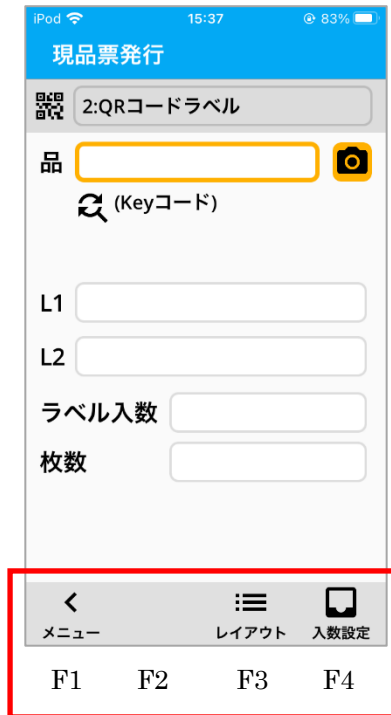 iPod 15:37 83%
現品票発行
2:QRコードラベル
品
(Keyコード)
L1
L2
ラベル入数
枚数
メニュー レイアウト 入数設定
F1 F2 F3 F4